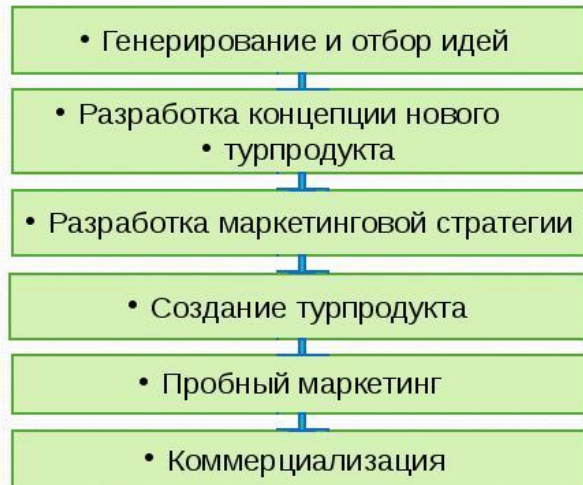 • Генерирование и отбор идей
• Разработка концепции нового
• турпродукта
• Разработка маркетинговой стратегии
• Создание турпродукта
• Пробный маркетинг
• Коммерциализация